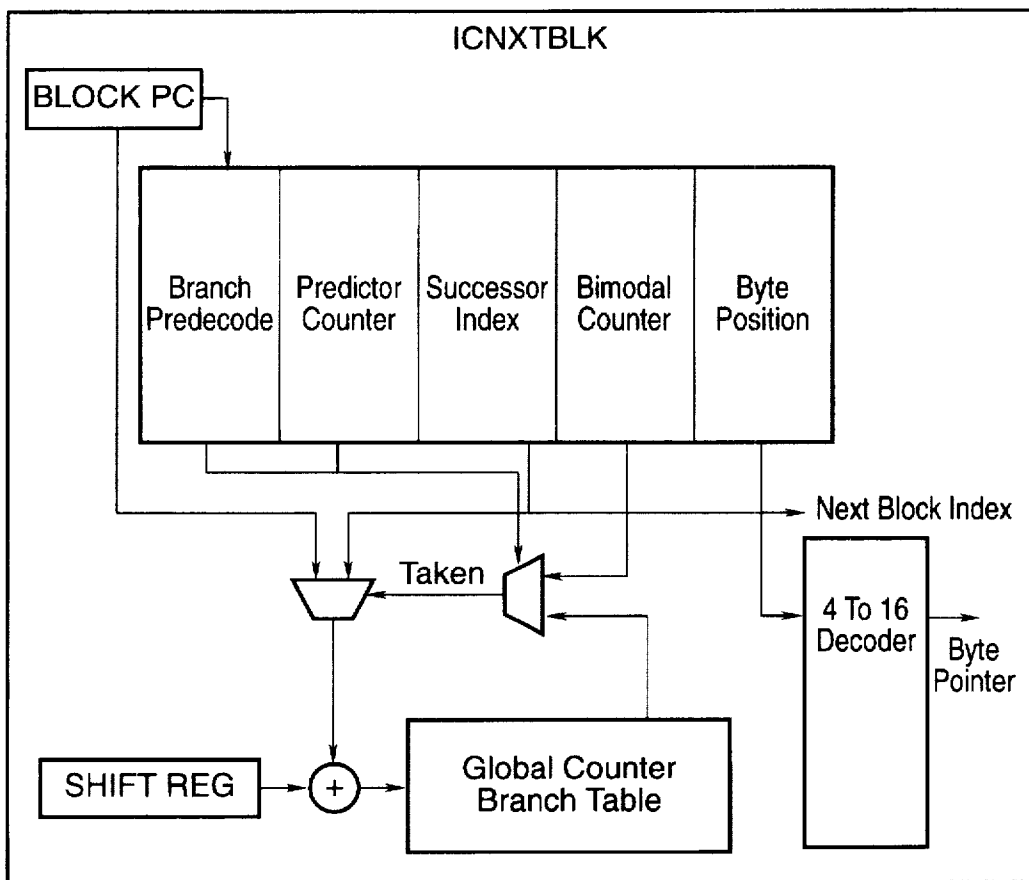 ICNXTBLK
BLOCK PC
Branch
Predecode
Predictor
Counter
Successor
Index
Bimodal
Counter
Byte
Position
Next Block Index
Taken
4 To 16
Decoder
Byte
Pointer
SHIFT REG
+
Global Counter
Branch Table